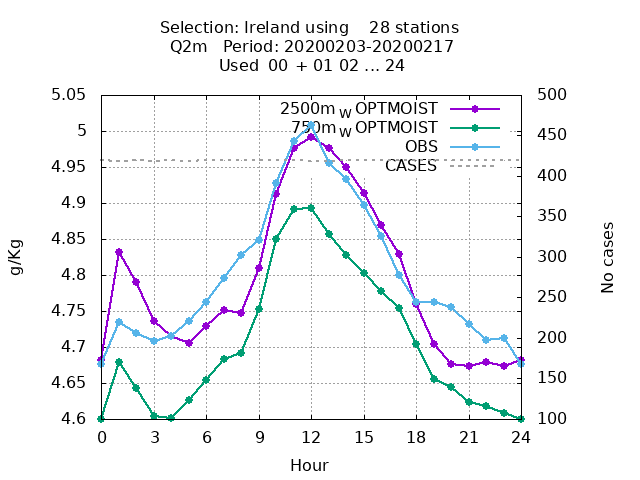 Selection: Ireland using 28 stations
Q2m Period: 20200203-20200217
Used 00 + 01 02 ... 24
5.05
5
4.95
4.9
4.85
4.8
4.75
4.7
4.65
4.6
g/Kg
500
450
400
350
300
250
200
150
100
No cases
2500m W OPTMOIST
750m W OPTMOIST
OBS
CASES
0 3 6 9 12 15 18 21 24
Hour